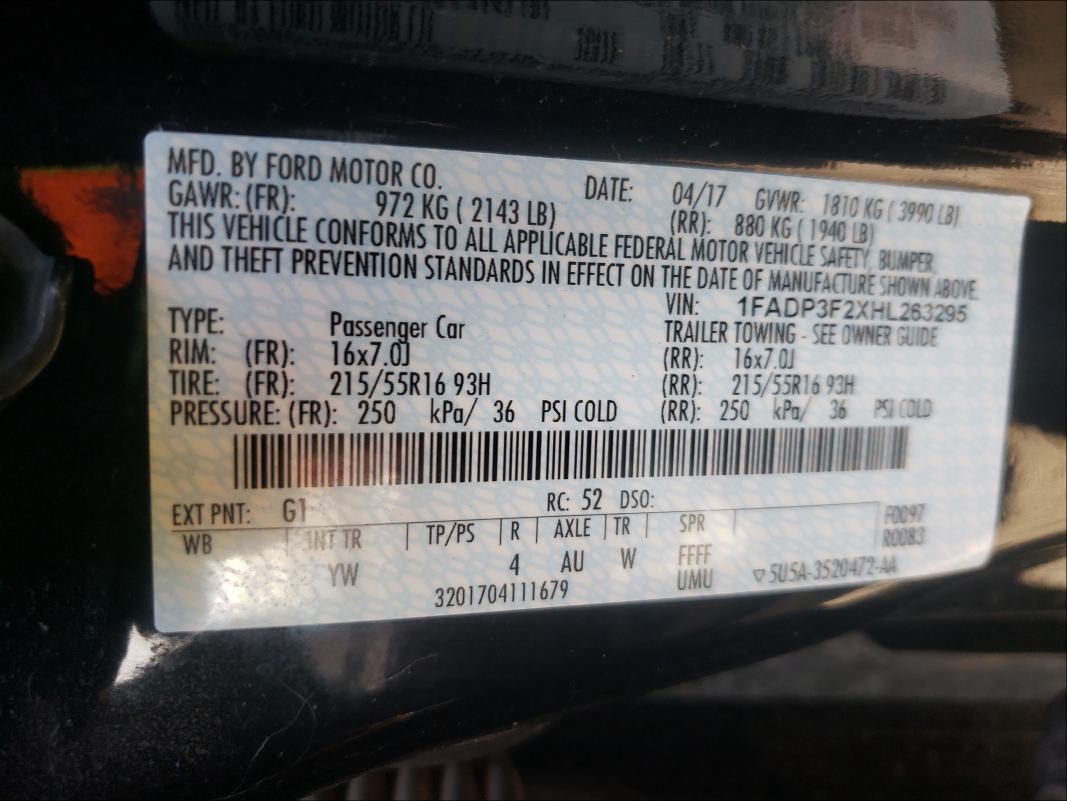 MFD. BY FORD MOTOR CO. DATE: 04/17 GVWR: 1810 KG ( 3990 LB)
GAWR: (FR): 972 KG ( 2143 LB) (RR): 880 KG ( 1940 LB)
THIS VEHICLE CONFORMS TO ALL APPLICABLE FEDERAL MOTOR VEHICLE SAFETY, BUMPER,
AND THEFT PREVENTION STANDARDS IN EFFECT ON THE DATE OF MANUFACTURE SHOWN ABOVE.
VIN: 1FADP3F2XHL263295
TYPE: Passenger Car TRAILER TOWING - SEE OWNER GUIDE
RIM: (FR): 16x7.0J (RR): 16x7.0J
TIRE: (FR): 215/55R16 93H (RR): 215/55R16 93H
PRESSURE: (FR): 250 kPa/ 36 PSI COLD (RR): 250 kPa/ 36 PSI COLD
EXT PNT: G1 RC: 52 DSO: F0097
WB INT TR TP/PS R AXLE TR SPR R0083
YW 4 AU W FFFF
UMU ▽5U5A-3520472-AA
3201704111679